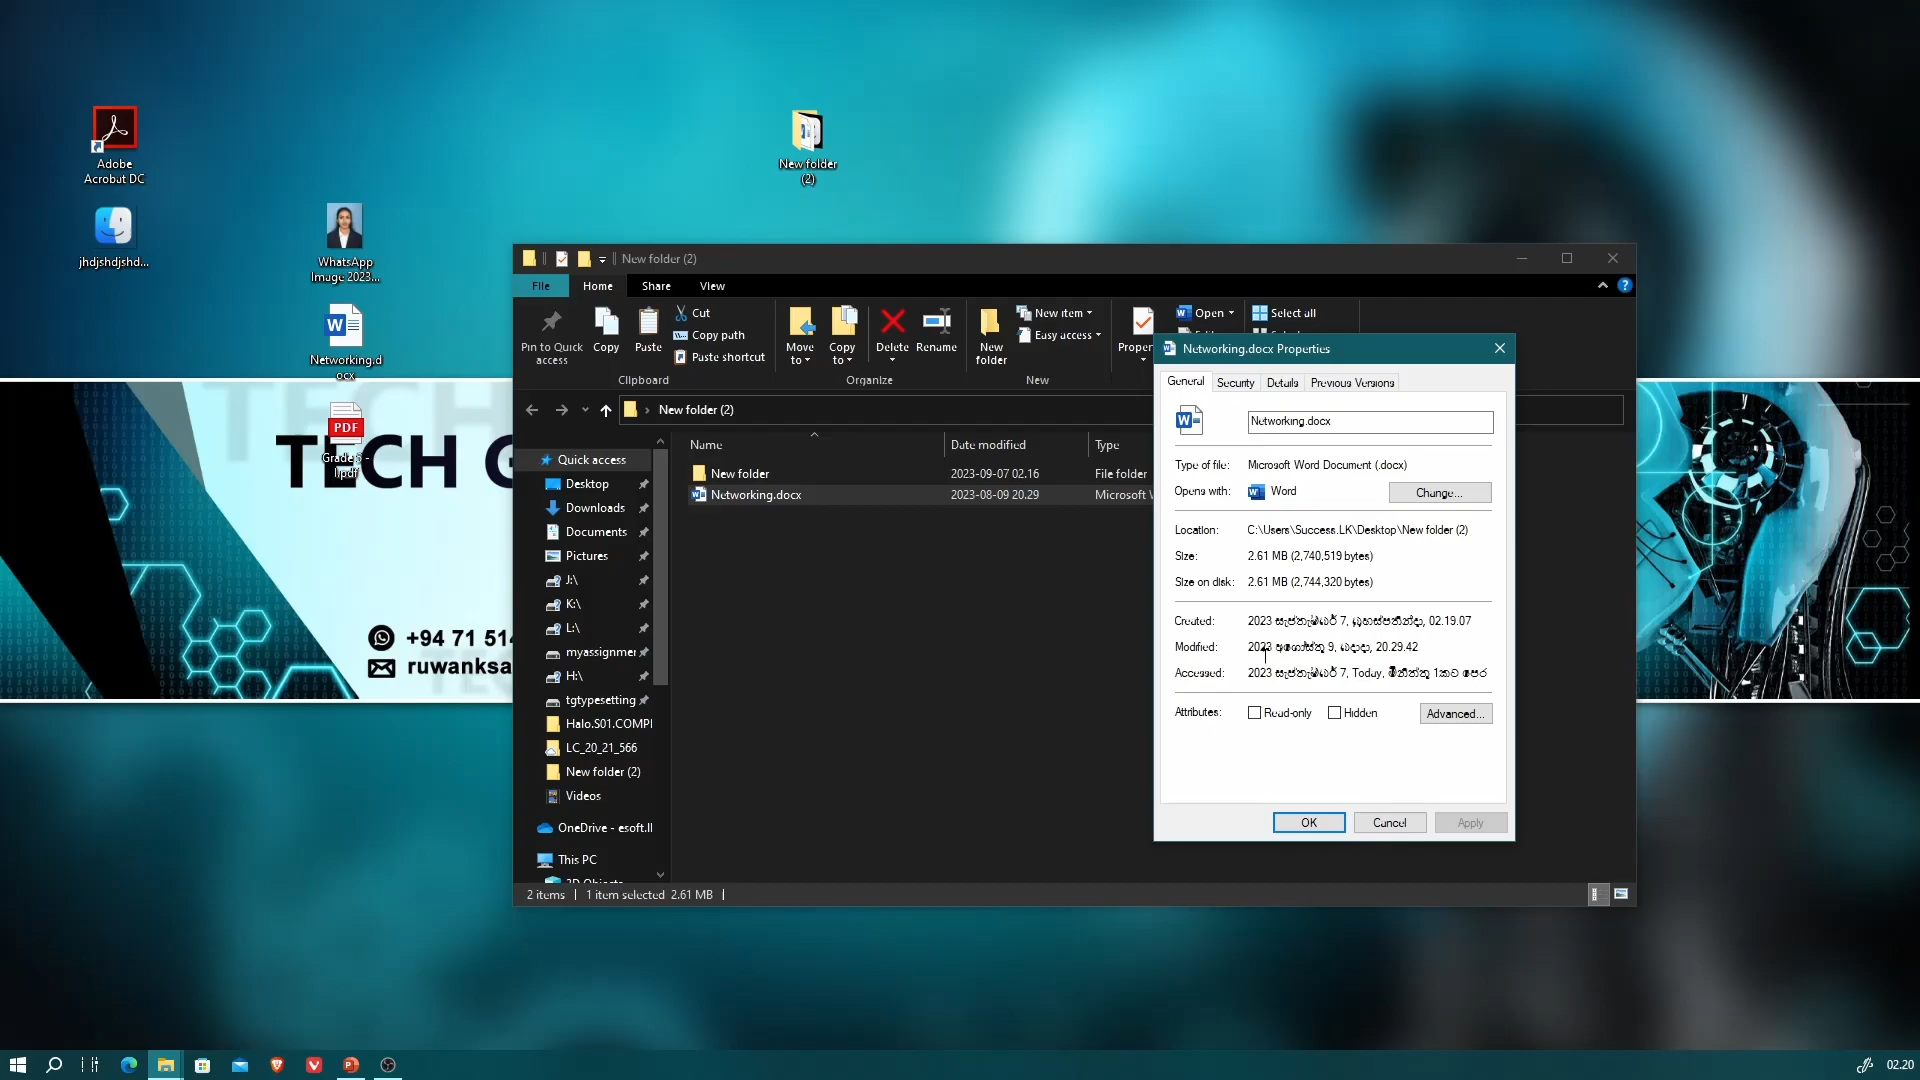 Adobe
Acrobat DC
jhdjshdjshd...
WhatsApp
Image 2023...
Networking.d
ocx
PDF
New folder
(2)
+94 71 514
ruwanksa
New folder (2)
File
Home
Share
View
Pin to Quick
access
Copy
Paste
Cut
Copy path
Paste shortcut
Clipboard
Move
to
Copy
to
Delete
Rename
Organize
New
folder
New item
Easy access
New
Proper
Open
Select all
New folder (2)
Name
Date modified
Type
New folder
2023-09-07 02.16
File folder
Networking.docx
2023-08-09 20.29
Microsoft W
Quick access
Desktop
Downloads
Documents
Pictures
J:\
K:\
L:\
myassignmer
H:\
tgtypesetting
Halo.S01.COMPl
LC_20_21_566
New folder (2)
Videos
OneDrive - esoft.ll
This PC
3D Objects
2 items
1 item selected 2.61 MB
Networking.docx Properties
General
Security
Details
Previous Versions
Networking.docx
Type of file: Microsoft Word Document (.docx)
Opens with: Word
Change...
Location: C:\Users\Success.LK\Desktop\New folder (2)
Size: 2.61 MB (2,740,519 bytes)
Size on disk: 2.61 MB (2,744,320 bytes)
Created: 2023 සැප්තැම්බර් 7, බ්‍රහස්පතින්දා, 02.19.07
Modified: 2023 අගෝස්තු 9, බදාදා, 20.29.42
Accessed: 2023 සැප්තැම්බර් 7, Today, මිනිත්තු 1කට පෙර
Attributes: Read-only Hidden
Advanced...
OK
Cancel
Apply
02.20